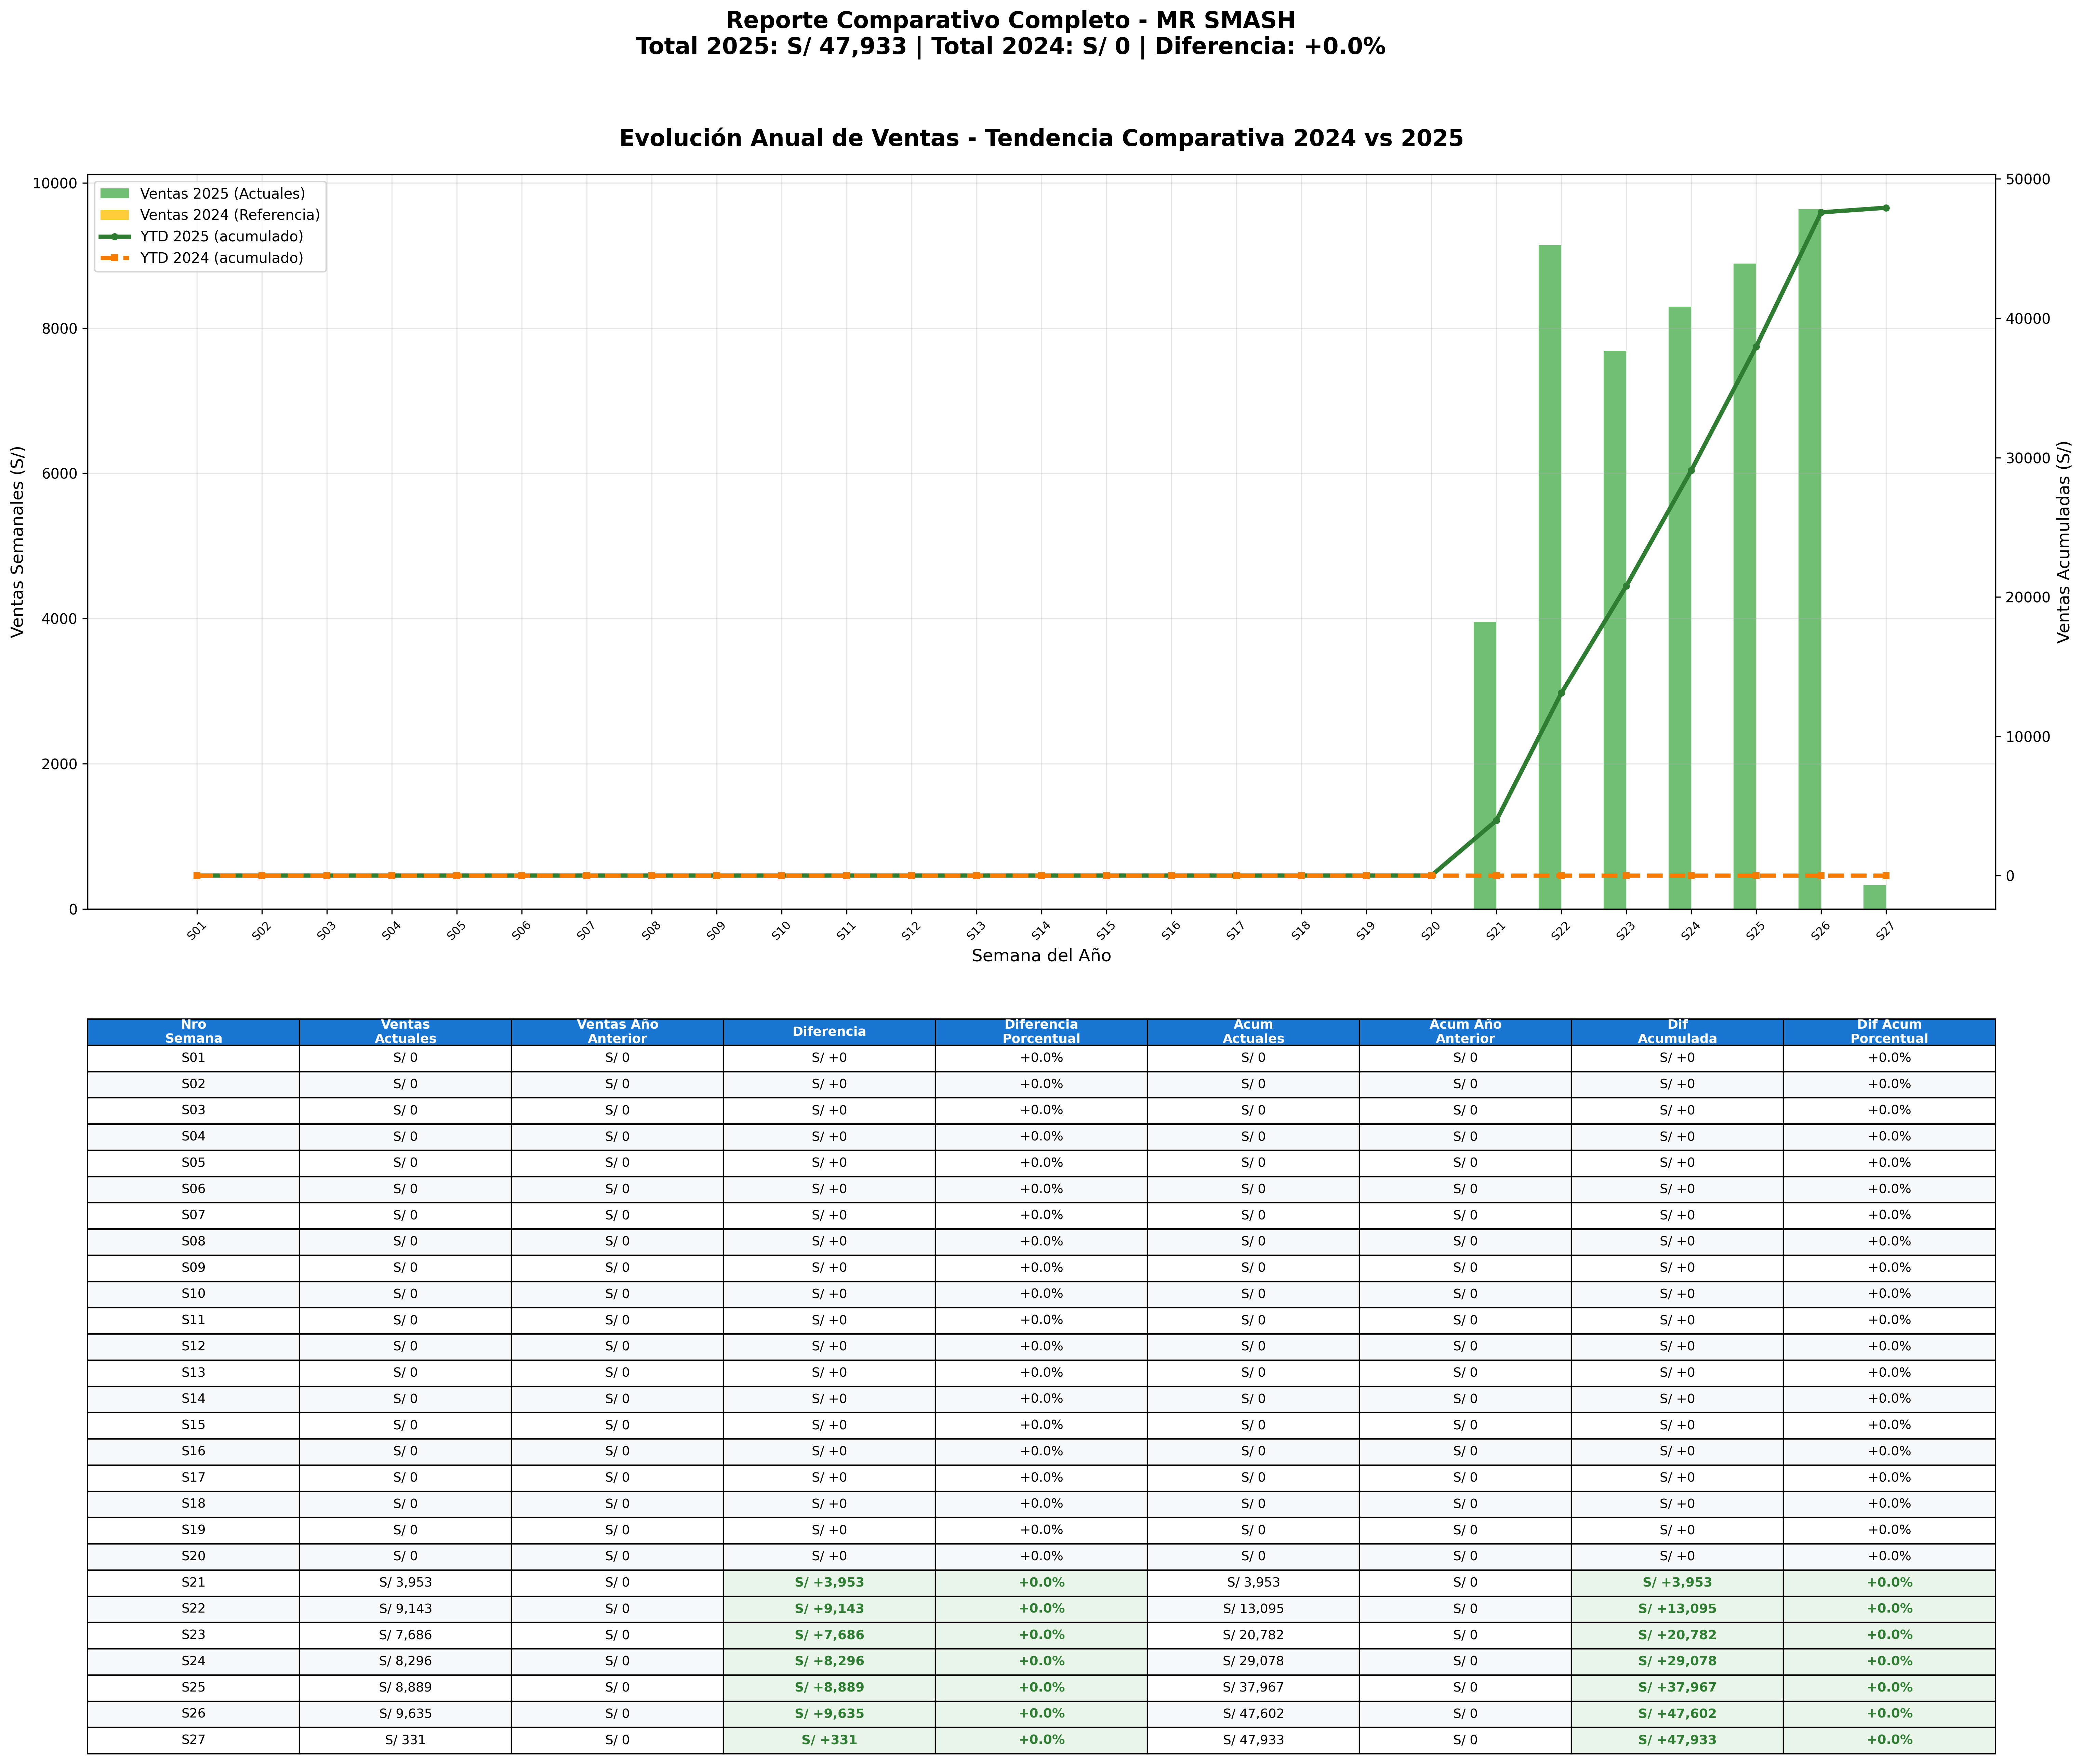 Reporte Comparativo Completo - MR SMASH
Total 2025: S/ 47,933 | Total 2024: S/ 0 | Diferencia: +0.0%
Evolución Anual de Ventas - Tendencia Comparativa 2024 vs 2025
Ventas 2025 (Actuales)
Ventas 2024 (Referencia)
YTD 2025 (acumulado)
YTD 2024 (acumulado)
Ventas Semanales (S/)
10000
8000
6000
4000
2000
0
Ventas Acumuladas (S/)
50000
40000
30000
20000
10000
0
S01 S02 S03 S04 S05 S06 S07 S08 S09 S10 S11 S12 S13 S14 S15 S16 S17 S18 S19 S20 S21 S22 S23 S24 S25 S26 S27
Semana del Año
Nro Semana Ventas Actuales Ventas Año Anterior Diferencia Diferencia Porcentual Acum Actuales Acum Año Anterior Dif Acumulada Dif Acum Porcentual
S01 S/ 0 S/ 0 S/ +0 +0.0% S/ 0 S/ 0 S/ +0 +0.0%
S02 S/ 0 S/ 0 S/ +0 +0.0% S/ 0 S/ 0 S/ +0 +0.0%
S03 S/ 0 S/ 0 S/ +0 +0.0% S/ 0 S/ 0 S/ +0 +0.0%
S04 S/ 0 S/ 0 S/ +0 +0.0% S/ 0 S/ 0 S/ +0 +0.0%
S05 S/ 0 S/ 0 S/ +0 +0.0% S/ 0 S/ 0 S/ +0 +0.0%
S06 S/ 0 S/ 0 S/ +0 +0.0% S/ 0 S/ 0 S/ +0 +0.0%
S07 S/ 0 S/ 0 S/ +0 +0.0% S/ 0 S/ 0 S/ +0 +0.0%
S08 S/ 0 S/ 0 S/ +0 +0.0% S/ 0 S/ 0 S/ +0 +0.0%
S09 S/ 0 S/ 0 S/ +0 +0.0% S/ 0 S/ 0 S/ +0 +0.0%
S10 S/ 0 S/ 0 S/ +0 +0.0% S/ 0 S/ 0 S/ +0 +0.0%
S11 S/ 0 S/ 0 S/ +0 +0.0% S/ 0 S/ 0 S/ +0 +0.0%
S12 S/ 0 S/ 0 S/ +0 +0.0% S/ 0 S/ 0 S/ +0 +0.0%
S13 S/ 0 S/ 0 S/ +0 +0.0% S/ 0 S/ 0 S/ +0 +0.0%
S14 S/ 0 S/ 0 S/ +0 +0.0% S/ 0 S/ 0 S/ +0 +0.0%
S15 S/ 0 S/ 0 S/ +0 +0.0% S/ 0 S/ 0 S/ +0 +0.0%
S16 S/ 0 S/ 0 S/ +0 +0.0% S/ 0 S/ 0 S/ +0 +0.0%
S17 S/ 0 S/ 0 S/ +0 +0.0% S/ 0 S/ 0 S/ +0 +0.0%
S18 S/ 0 S/ 0 S/ +0 +0.0% S/ 0 S/ 0 S/ +0 +0.0%
S19 S/ 0 S/ 0 S/ +0 +0.0% S/ 0 S/ 0 S/ +0 +0.0%
S20 S/ 0 S/ 0 S/ +0 +0.0% S/ 0 S/ 0 S/ +0 +0.0%
S21 S/ 3,953 S/ 0 S/ +3,953 +0.0% S/ 3,953 S/ 0 S/ +3,953 +0.0%
S22 S/ 9,143 S/ 0 S/ +9,143 +0.0% S/ 13,095 S/ 0 S/ +13,095 +0.0%
S23 S/ 7,686 S/ 0 S/ +7,686 +0.0% S/ 20,782 S/ 0 S/ +20,782 +0.0%
S24 S/ 8,296 S/ 0 S/ +8,296 +0.0% S/ 29,078 S/ 0 S/ +29,078 +0.0%
S25 S/ 8,889 S/ 0 S/ +8,889 +0.0% S/ 37,967 S/ 0 S/ +37,967 +0.0%
S26 S/ 9,635 S/ 0 S/ +9,635 +0.0% S/ 47,602 S/ 0 S/ +47,602 +0.0%
S27 S/ 331 S/ 0 S/ +331 +0.0% S/ 47,933 S/ 0 S/ +47,933 +0.0%